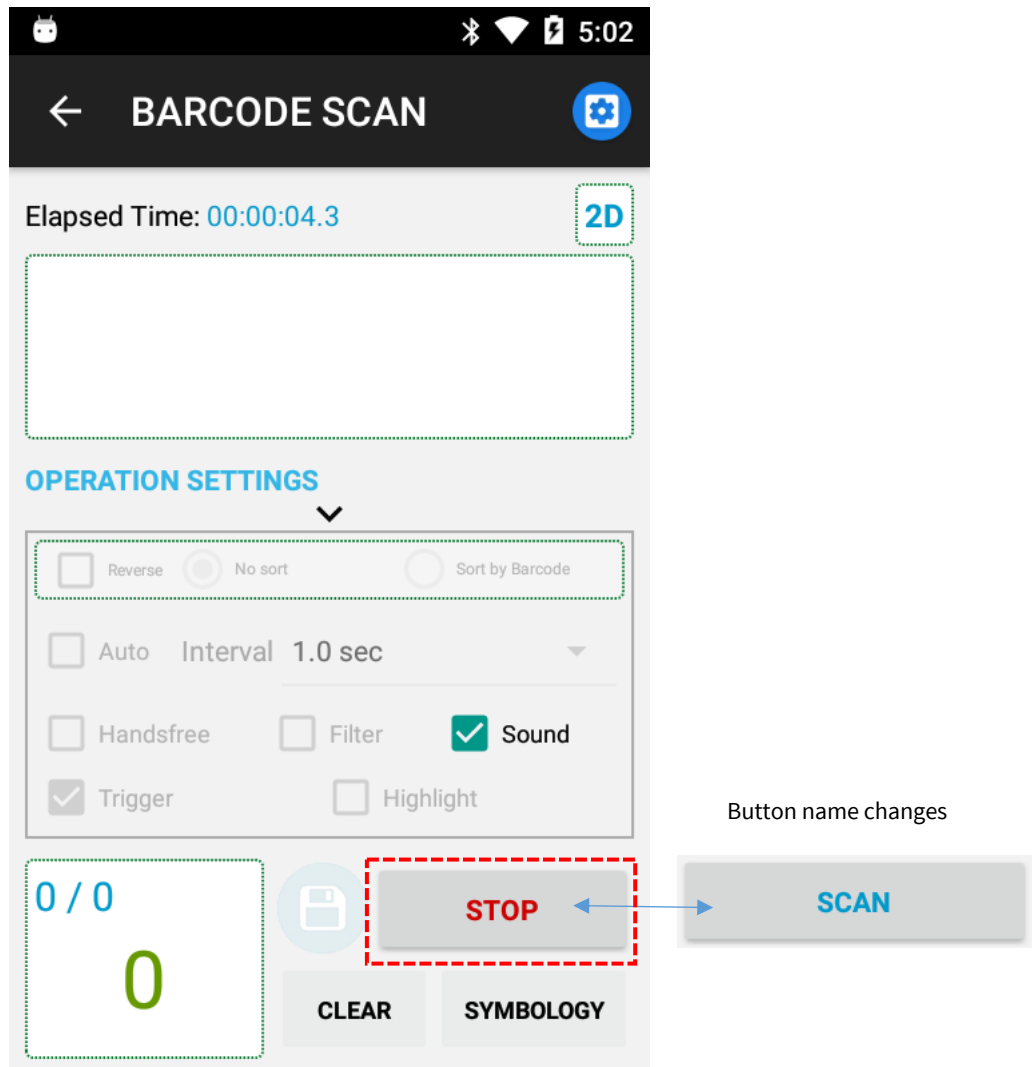 5:02
BARCODE SCAN
Elapsed Time: 00:00:04.3
2D
OPERATION SETTINGS
Reverse No sort Sort by Barcode
Auto Interval 1.0 sec
Handsfree Filter Sound
Trigger Highlight
Button name changes
0 / 0
STOP
SCAN
0
CLEAR SYMBOLOGY